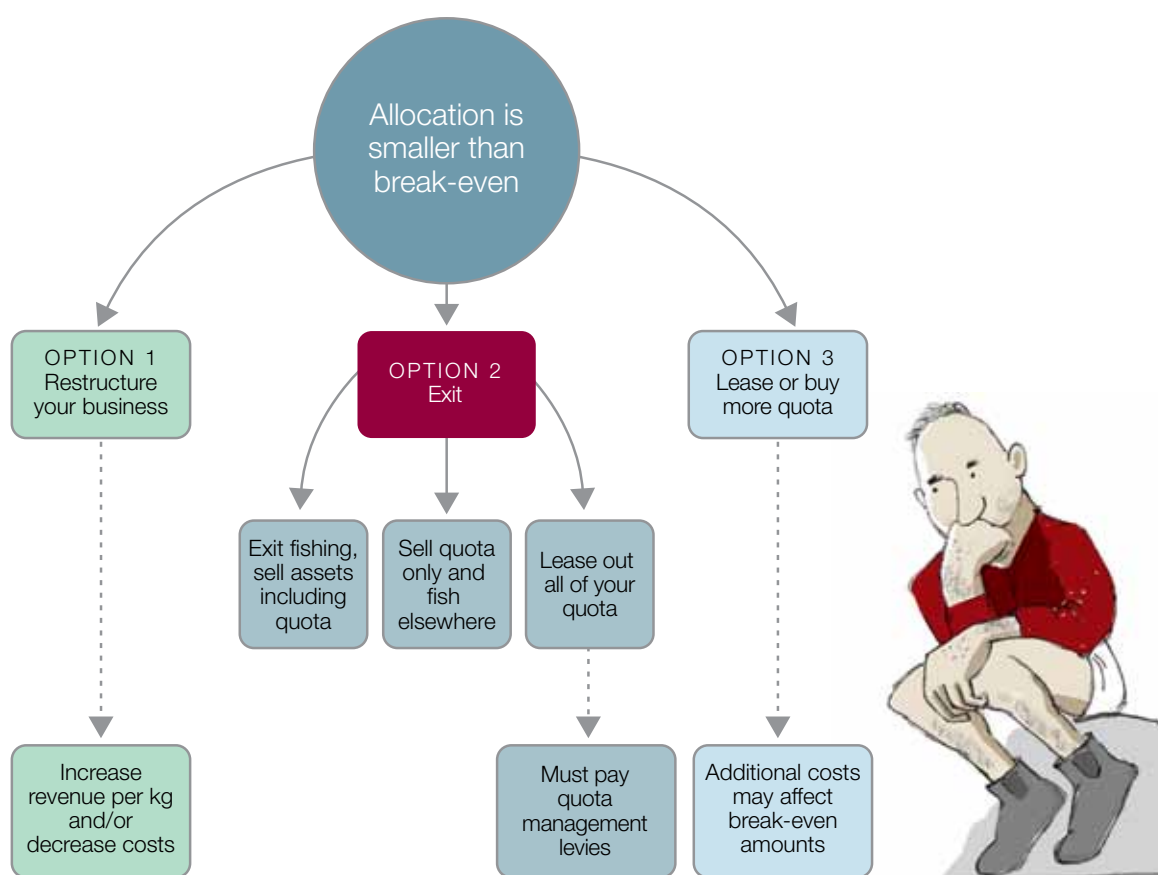 Allocation is
smaller than
break-even
OPTION 1
Restructure
your business
OPTION 2
Exit
OPTION 3
Lease or buy
more quota
Exit fishing,
sell assets
including
quota
Sell quota
only and
fish
elsewhere
Lease out
all of your
quota
Increase
revenue per kg
and/or
decrease costs
Must pay
quota
management
levies
Additional costs
may affect
break-even
amounts